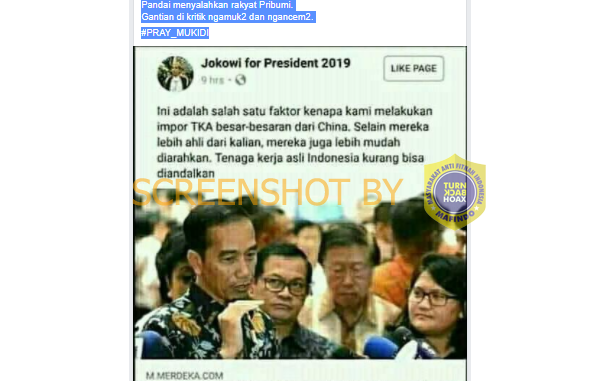 Pandai menyalahkan rakyat Pribumi.
Gantian di kritik ngamuk2 dan ngancem2.
#PRAY_MUKIDI
Jokowi for President 2019
9 hrs
LIKE PAGE
Ini adalah salah satu faktor kenapa kami melakukan
impor TKA besar-besaran dari China. Selain mereka
lebih ahli dari kalian, mereka juga lebih mudah
diarahkan. Tenaga kerja asli Indonesia kurang bisa
diandalkan
SCREENSHOT BY
MASYARAKAT ANTI FITNAH INDONESIA
TURN
BACK
HOAX
MAFINDO
M.MERDEKA.COM